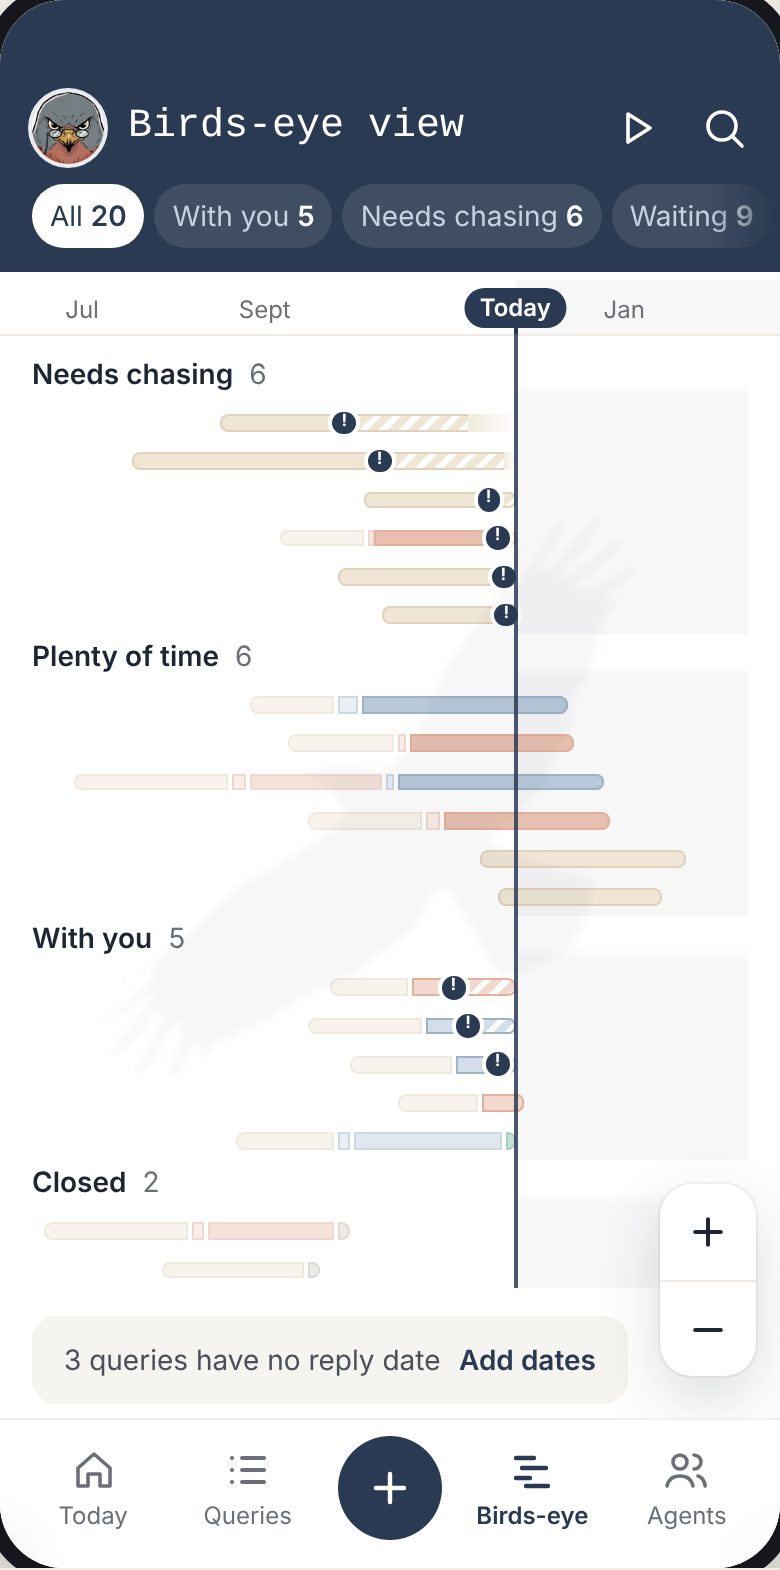 Birds-eye view
All 20 With you 5 Needs chasing 6 Waiting 9
Jul Sept Today Jan
Needs chasing 6
!
!
!
!
!
!
Plenty of time 6
With you 5
!
!
!
Closed 2
3 queries have no reply date Add dates
Today Queries Birds-eye Agents